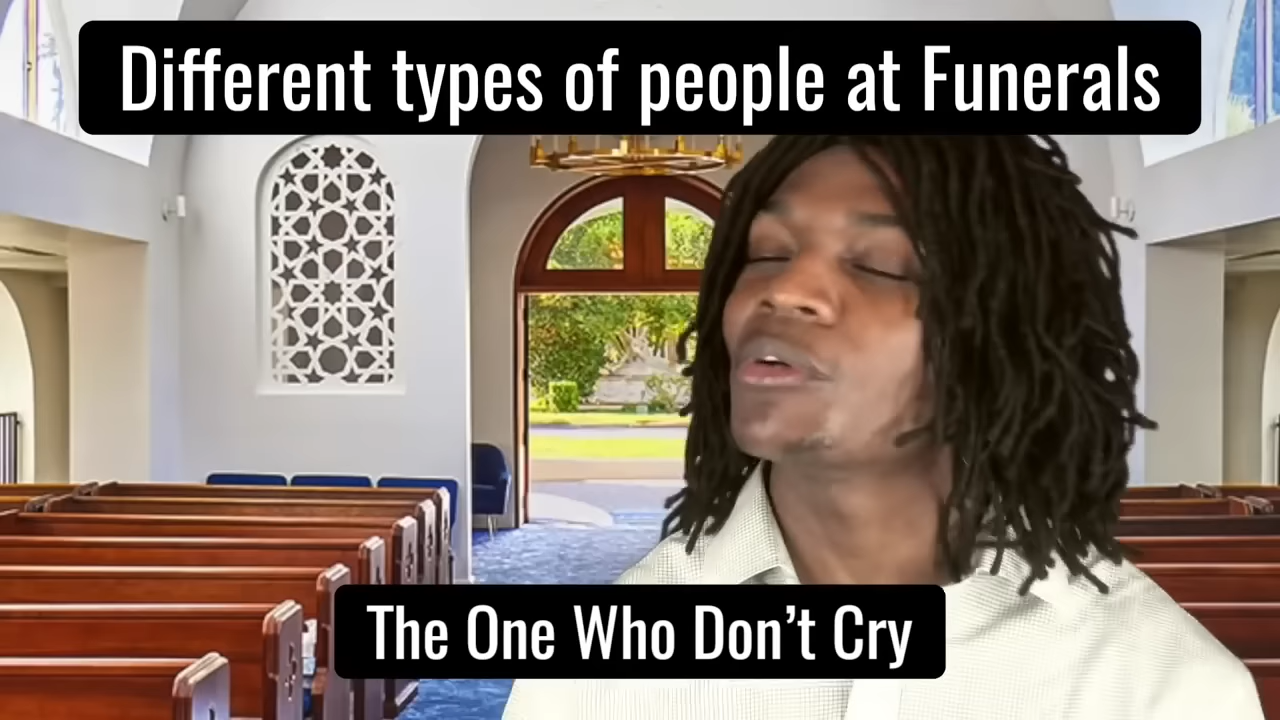 Different types of people at Funerals
The One Who Don't Cry